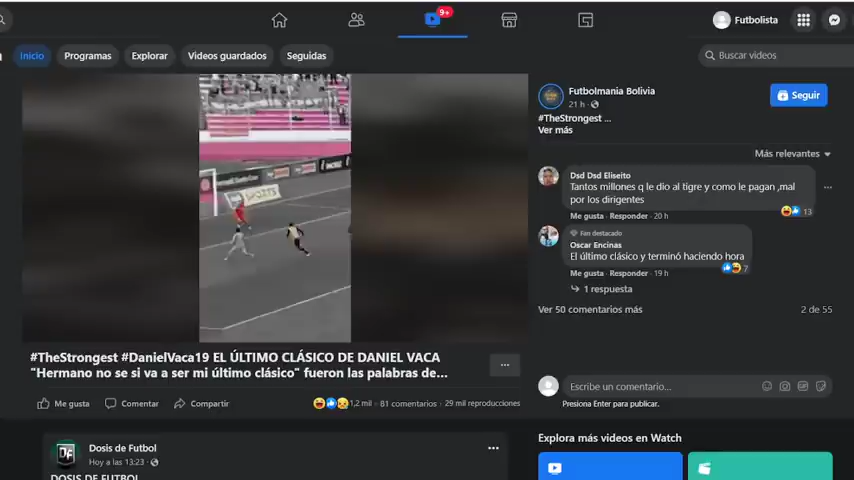 9+
Futbolista
Inicio
Programas
Explorar
Videos guardados
Seguidas
Buscar videos
SPORTS
Futbolmania Bolivia
21 h
Seguir
#TheStrongest ...
Ver más
Más relevantes
Dsd Dsd Eliseito
Tantos millones q le dio al tigre y como le pagan ,mal
por los dirigentes
Me gusta · Responder · 20 h
13
Fan destacado
Oscar Encinas
El último clásico y terminó haciendo hora
Me gusta · Responder · 19 h
7
1 respuesta
Ver 50 comentarios más
2 de 55
#TheStrongest #DanielVaca19 EL ÚLTIMO CLÁSICO DE DANIEL VACA
"Hermano no se si va a ser mi último clásico" fueron las palabras de...
...
Me gusta
Comentar
Compartir
1,2 mil · 81 comentarios · 29 mil reproducciones
Escribe un comentario...
Presiona Enter para publicar.
DF
Dosis de Futbol
Hoy a las 13:23 ·
DOSIS DE FUTBOL
Explora más videos en Watch